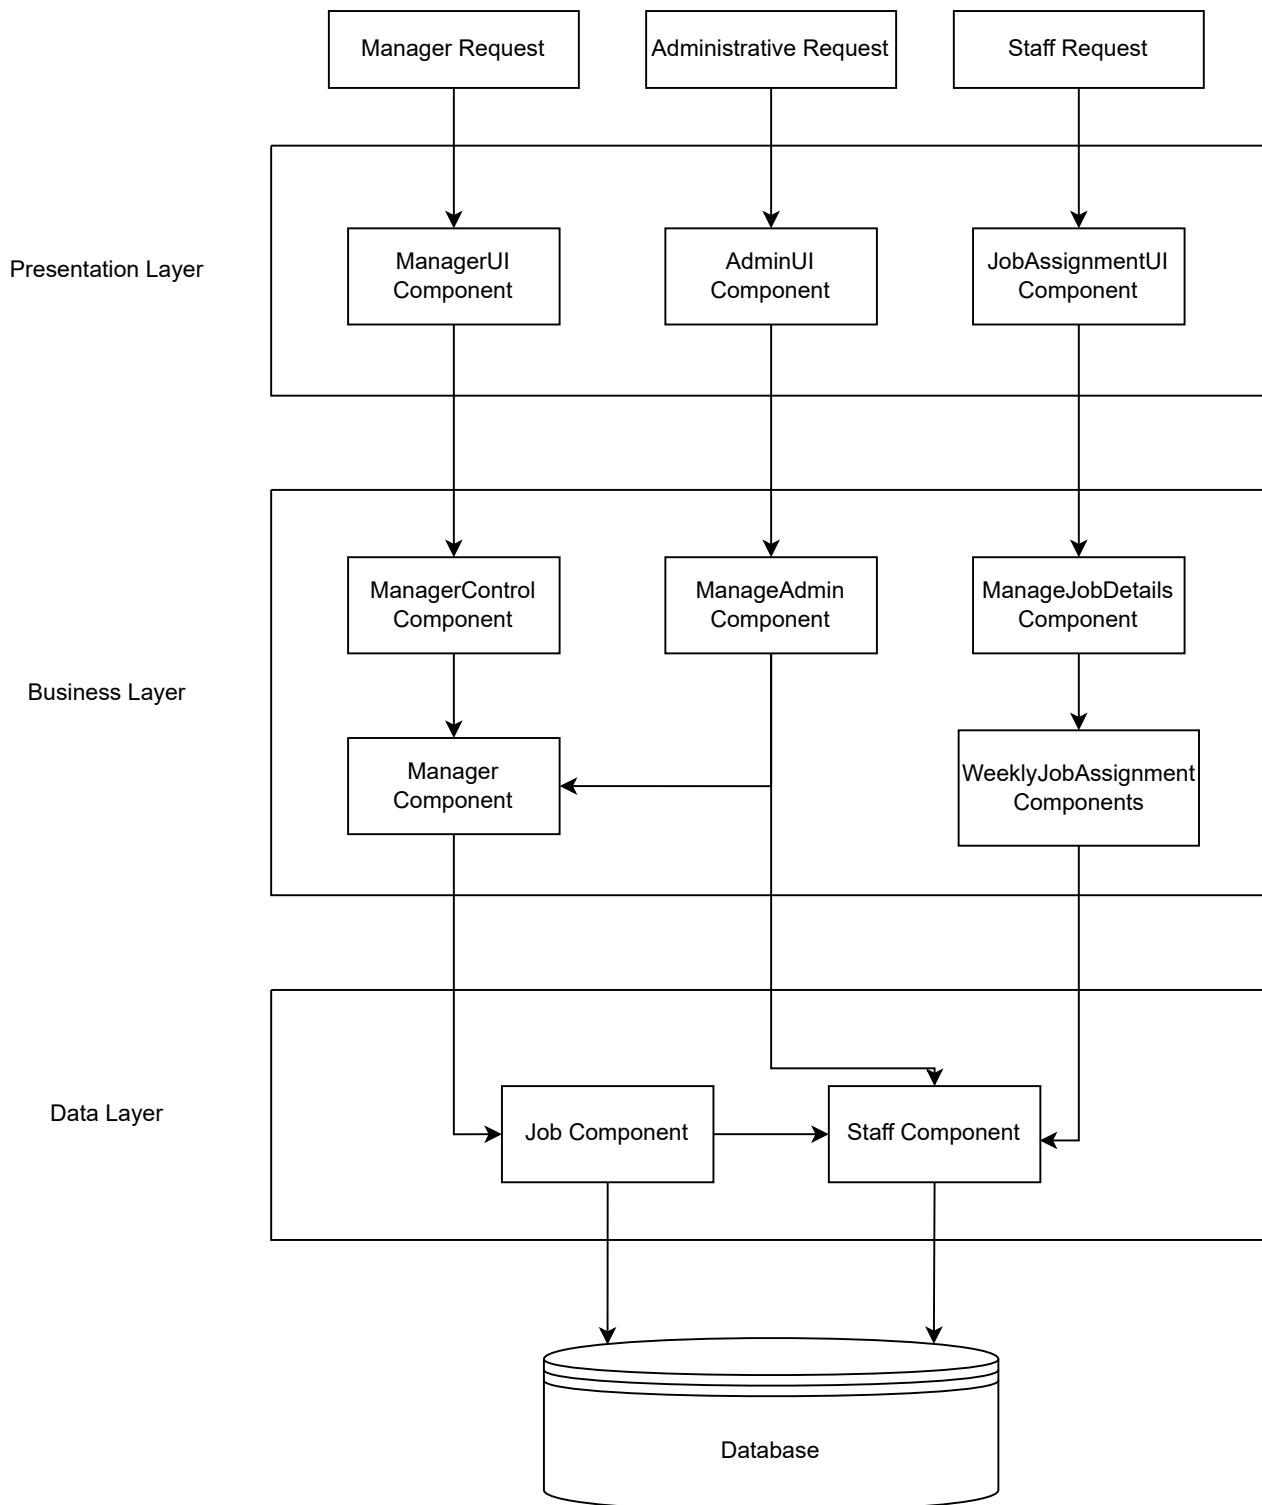 Manager Request
Administrative Request
Staff Request
Presentation Layer
ManagerUI
Component
AdminUI
Component
JobAssignmentUI
Component
Business Layer
ManagerControl
Component
ManageAdmin
Component
ManageJobDetails
Component
Manager
Component
WeeklyJobAssignment
Components
Data Layer
Job Component
Staff Component
Database